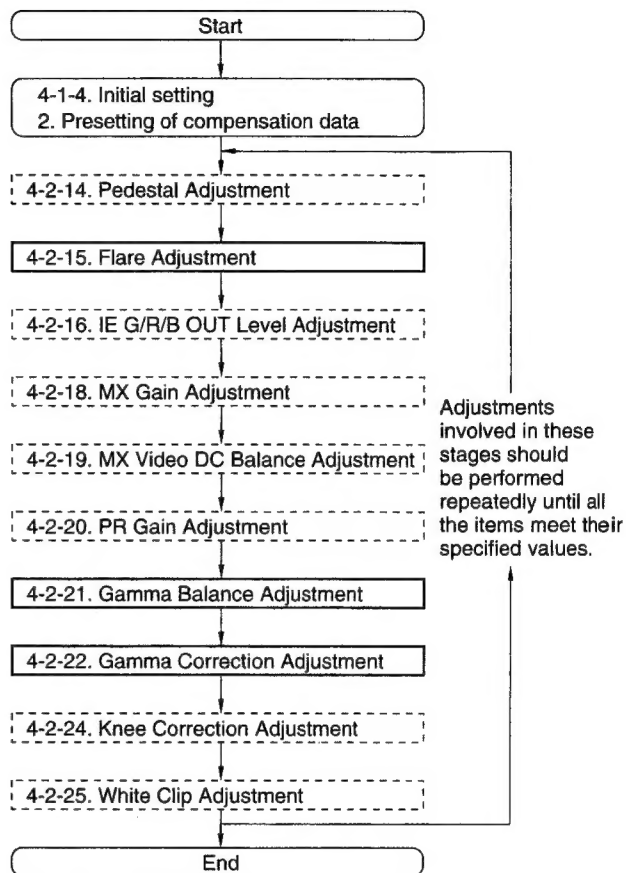 Start
4-1-4. Initial setting
2. Presetting of compensation data
4-2-14. Pedestal Adjustment
4-2-15. Flare Adjustment
4-2-16. IE G/R/B OUT Level Adjustment
4-2-18. MX Gain Adjustment
4-2-19. MX Video DC Balance Adjustment
4-2-20. PR Gain Adjustment
4-2-21. Gamma Balance Adjustment
4-2-22. Gamma Correction Adjustment
4-2-24. Knee Correction Adjustment
4-2-25. White Clip Adjustment
End
Adjustments
involved in these
stages should
be performed
repeatedly until all
the items meet their
specified values.